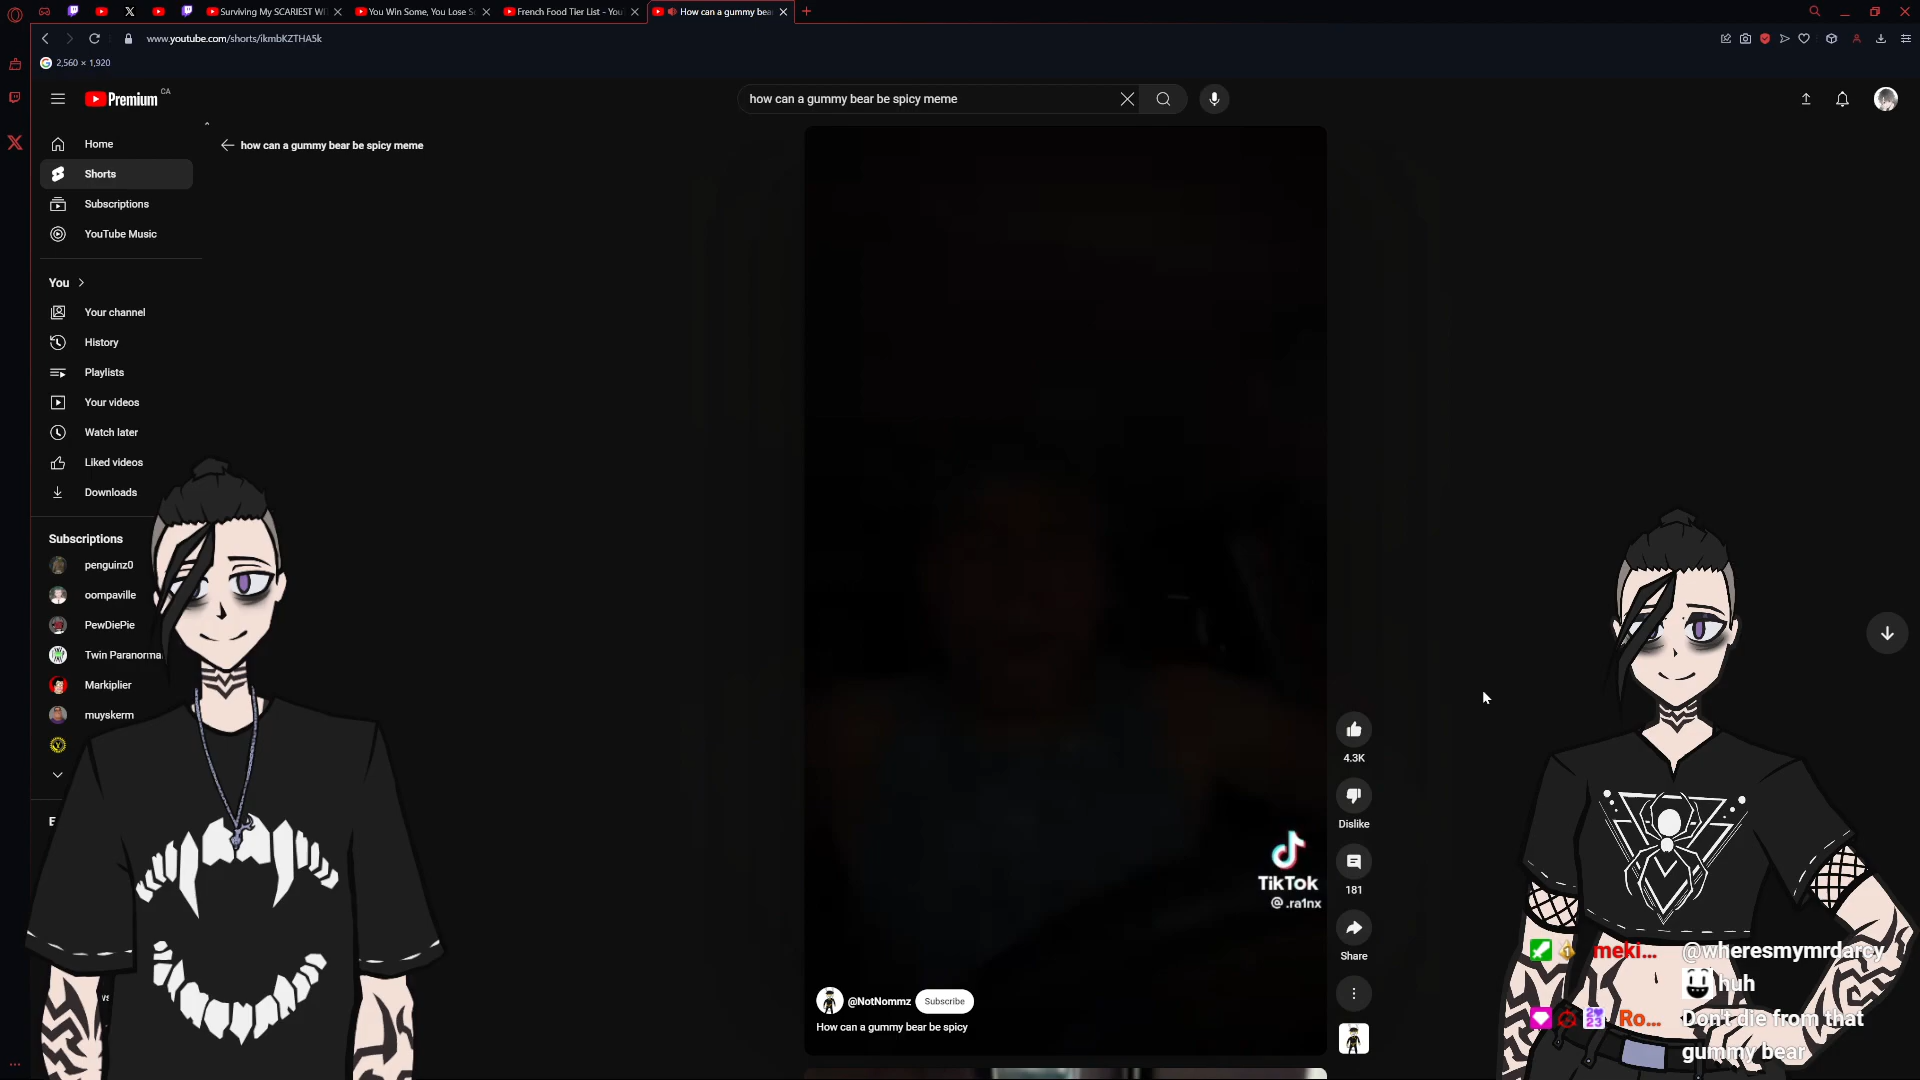 Surviving My SCARIEST WI
You Win Some, You Lose S
French Food Tier List - You
How can a gummy bea
www.youtube.com/shorts/ikmbKZTHA5k
2,560 × 1,920
Premium CA
how can a gummy bear be spicy meme
Home
how can a gummy bear be spicy meme
Shorts
Subscriptions
YouTube Music
You
Your channel
History
Playlists
Your videos
Watch later
Liked videos
Downloads
Subscriptions
penguinz0
oompaville
PewDiePie
Twin Paranorma
Markiplier
muyskerm
E
4.3K
Dislike
181
Share
TikTok
@.ra1nx
@NotNommz
Subscribe
How can a gummy bear be spicy
meki... @wheresmymrdarcy
huh
Ro... Don't die from that
gummy bear